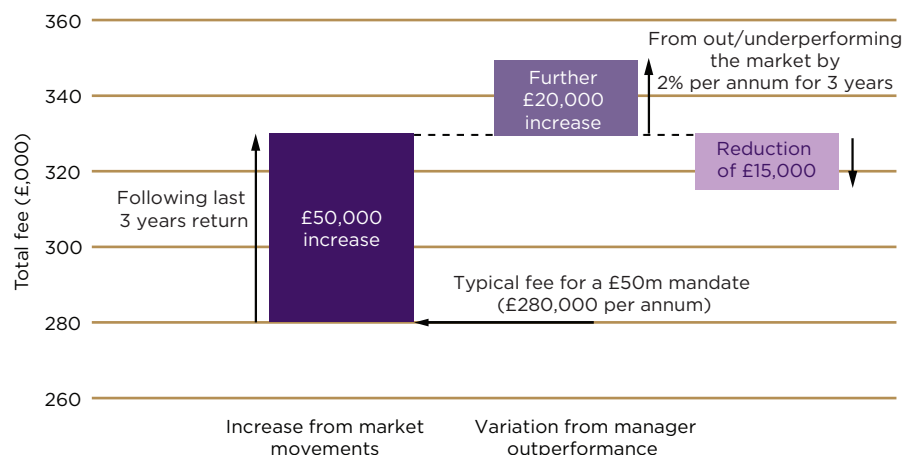 360
340
320
300
280
260
Total fee (£,000)
Following last
3 years return
£50,000
increase
Further
£20,000
increase
From out/underperforming
the market by
2% per annum for 3 years
Reduction
of £15,000
Typical fee for a £50m mandate
(£280,000 per annum)
Increase from market
movements
Variation from manager
outperformance